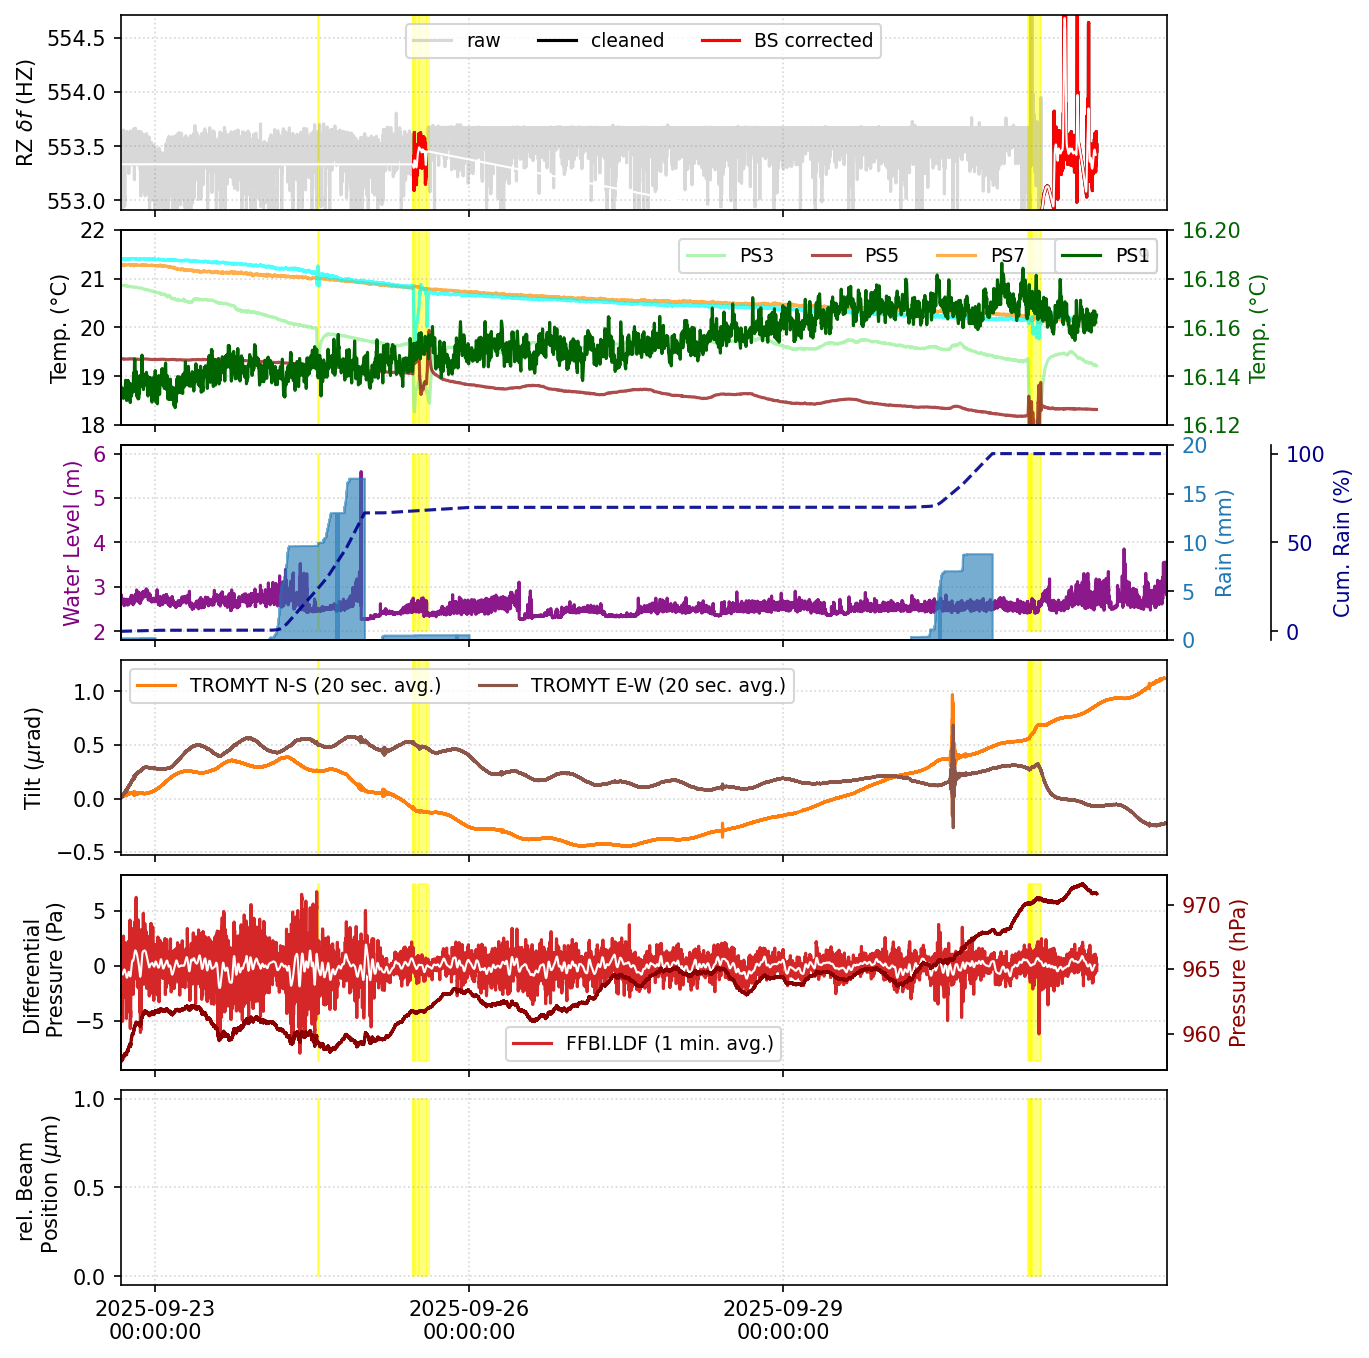 554.5
554.0
553.5
553.0
RZ δf (HZ)
raw
cleaned
BS corrected
22
21
20
19
18
Temp. (°C)
PS3
PS5
PS7
PS1
16.20
16.18
16.16
16.14
16.12
Temp. (°C)
6
5
4
3
2
Water Level (m)
20
15
10
5
0
Rain (mm)
100
50
0
Cum. Rain (%)
1.0
0.5
0.0
−0.5
Tilt (μrad)
TROMYT N-S (20 sec. avg.)
TROMYT E-W (20 sec. avg.)
5
0
−5
Differential
Pressure (Pa)
FFBI.LDF (1 min. avg.)
970
965
960
Pressure (hPa)
1.0
0.5
0.0
rel. Beam
Position (μm)
2025-09-23
00:00:00
2025-09-26
00:00:00
2025-09-29
00:00:00